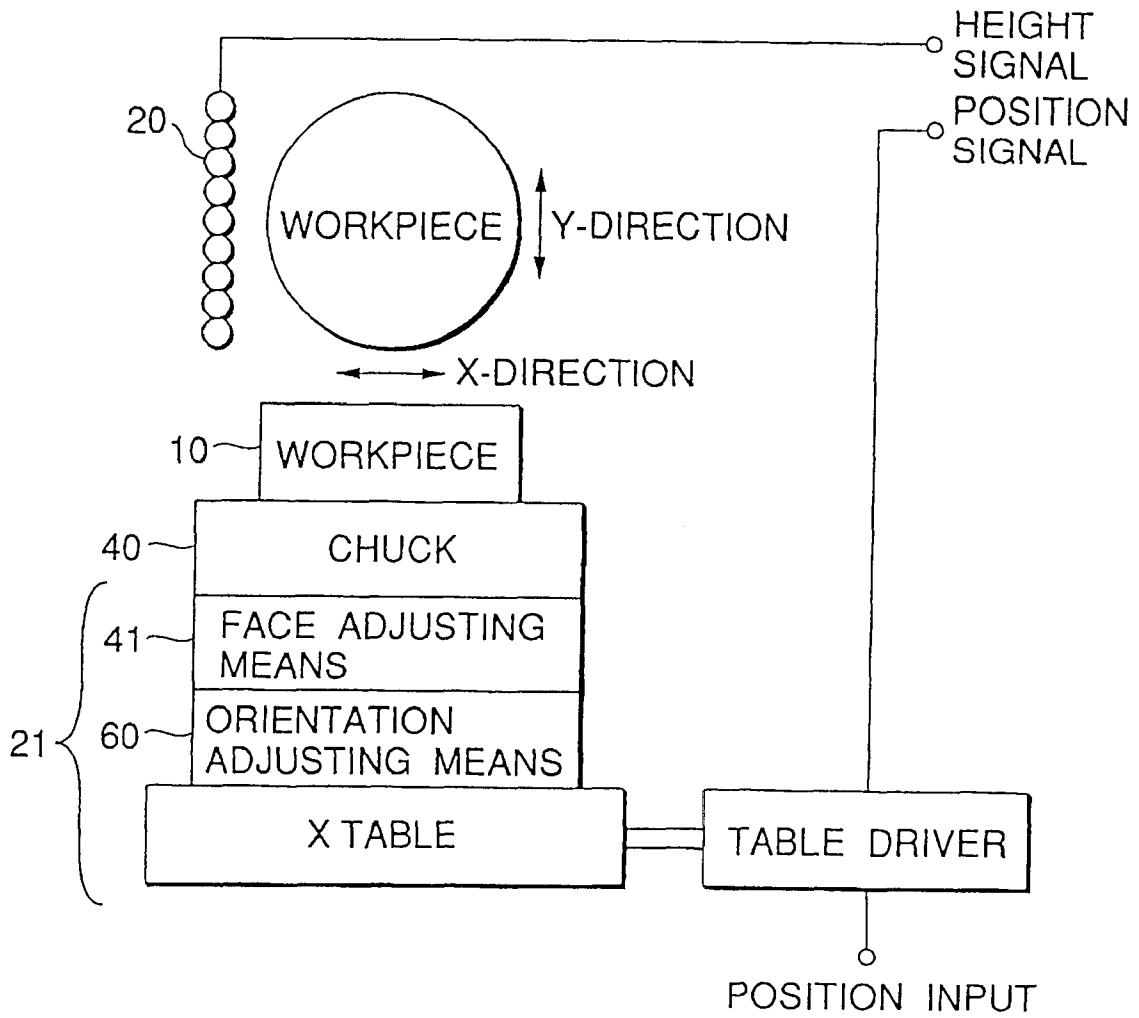 HEIGHT
SIGNAL
POSITION
SIGNAL
20
WORKPIECE
Y-DIRECTION
X-DIRECTION
10
WORKPIECE
40
CHUCK
41
FACE ADJUSTING
MEANS
21
60
ORIENTATION
ADJUSTING MEANS
X TABLE
TABLE DRIVER
POSITION INPUT